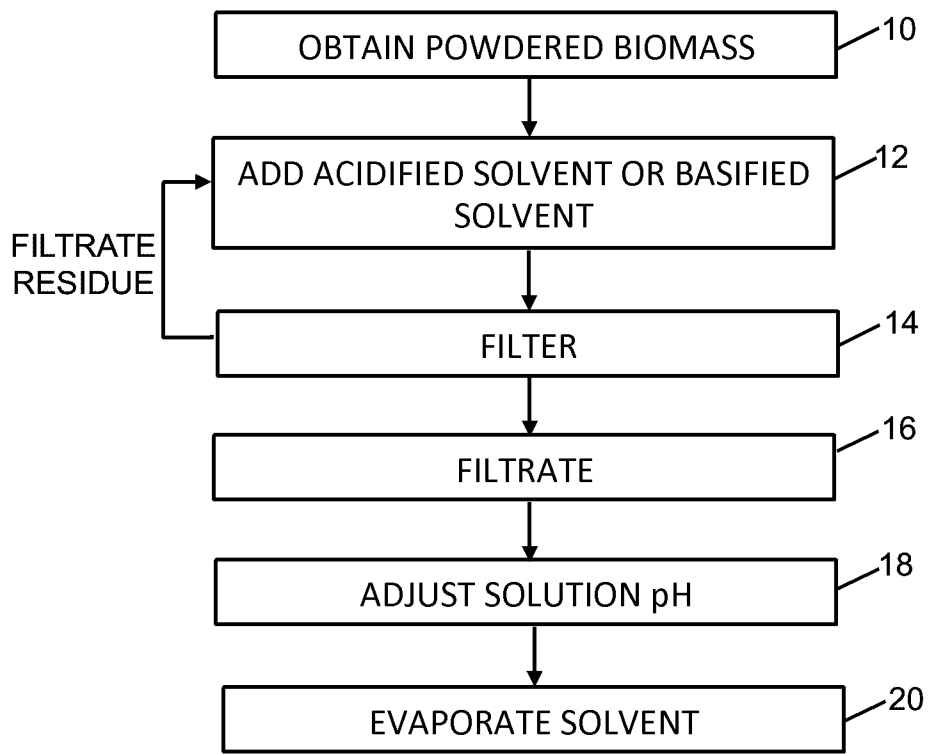 OBTAIN POWDERED BIOMASS
10
ADD ACIDIFIED SOLVENT OR BASIFIED
SOLVENT
12
FILTRATE
RESIDUE
FILTER
14
FILTRATE
16
ADJUST SOLUTION pH
18
EVAPORATE SOLVENT
20